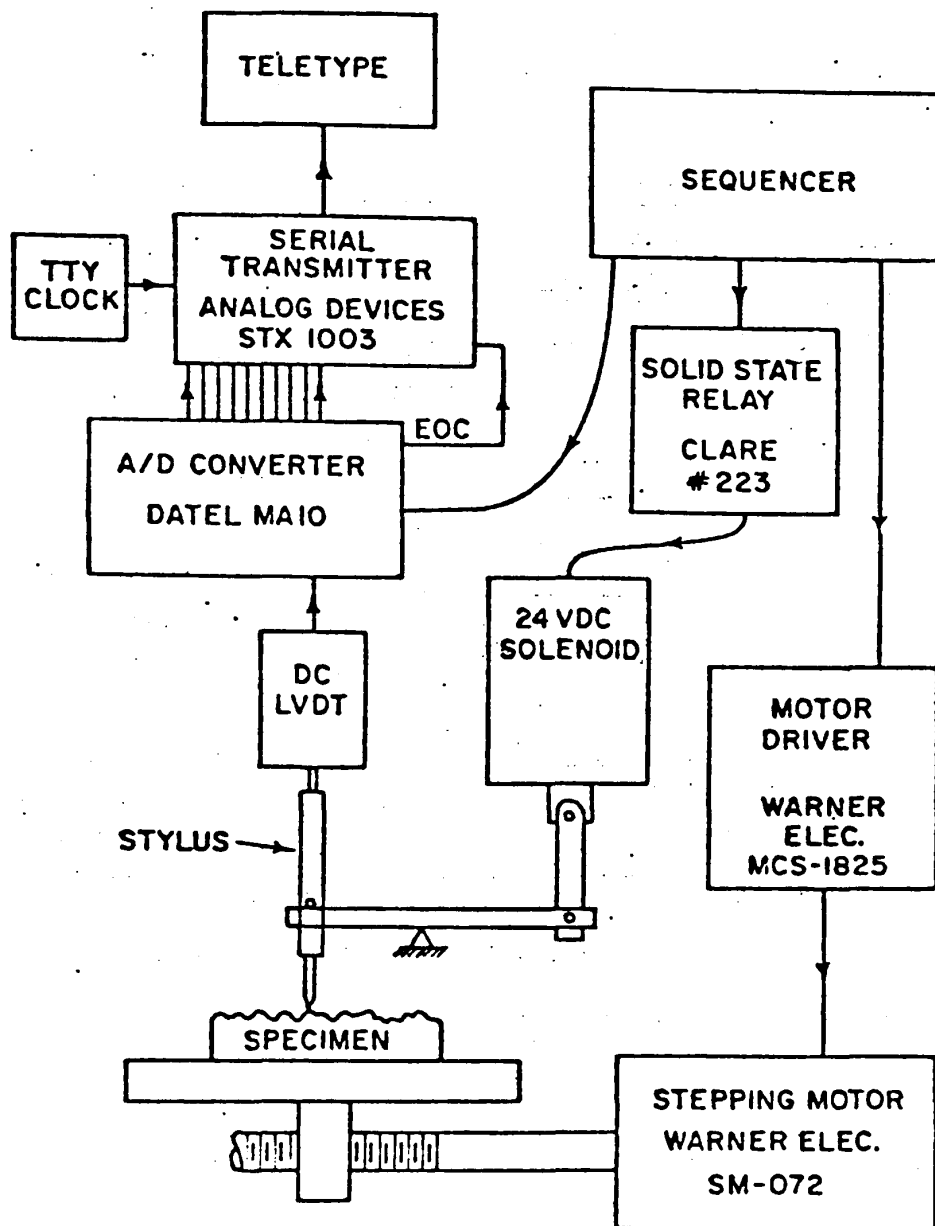 TELETYPE
SEQUENCER
SERIAL
TRANSMITTER
ANALOG DEVICES
STX 1003
TTY
CLOCK
SOLID STATE
RELAY
CLARE
#223
EOC
A/D CONVERTER
DATEL MA10
24 VDC
SOLENOID
DC
LVDT
MOTOR
DRIVER
WARNER
ELEC.
MCS-1825
STYLUS
SPECIMEN
STEPPING MOTOR
WARNER ELEC.
SM-072